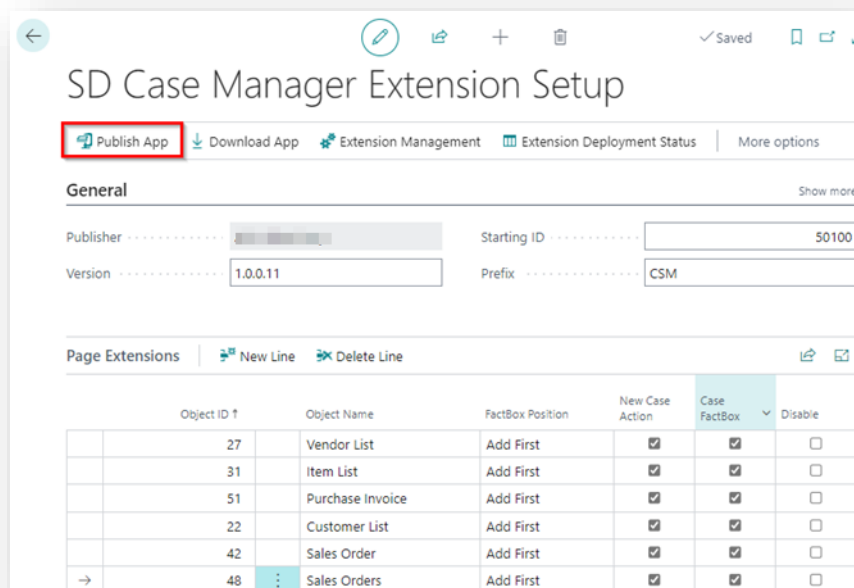 Saved
SD Case Manager Extension Setup
Publish App Download App Extension Management Extension Deployment Status More options
General Show more
Publisher Starting ID 50100
Version 1.0.0.11 Prefix CSM
Page Extensions New Line Delete Line
Object ID ↑ Object Name FactBox Position New Case Action Case FactBox Disable
27 Vendor List Add First
31 Item List Add First
51 Purchase Invoice Add First
22 Customer List Add First
42 Sales Order Add First
48 Sales Orders Add First